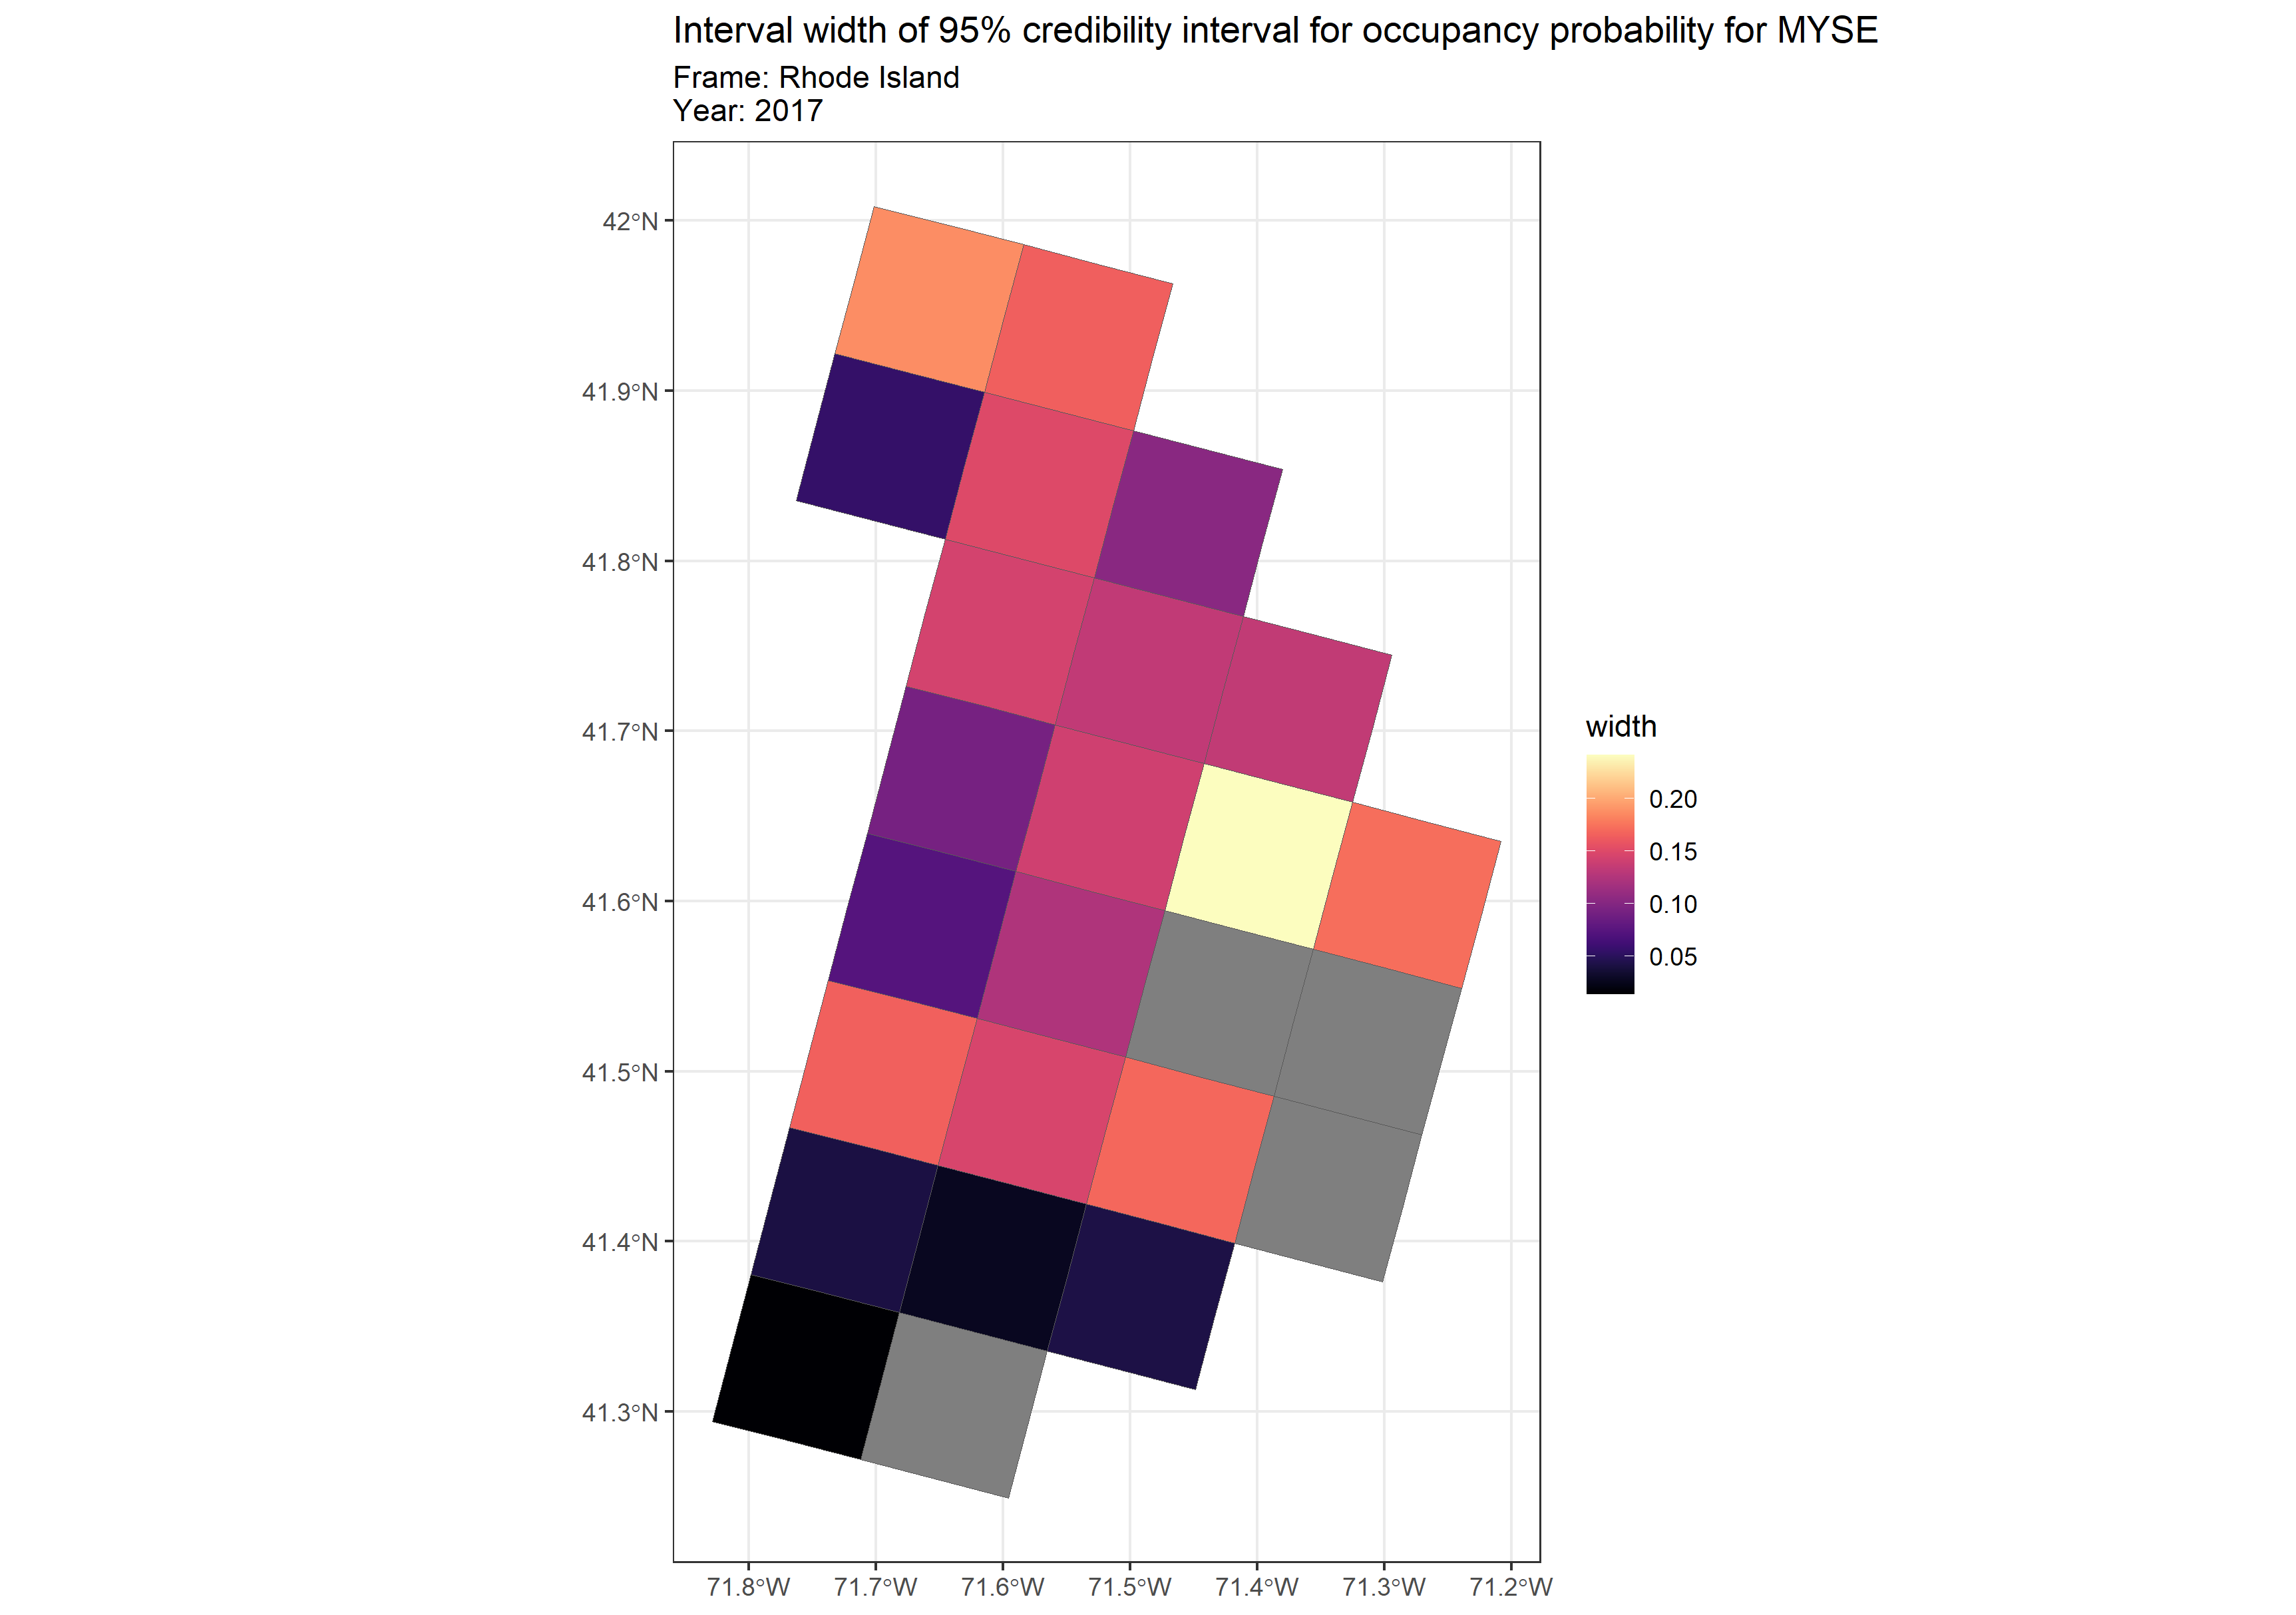 Interval width of 95% credibility interval for occupancy probability for MYSE
Frame: Rhode Island
Year: 2017
42°N
41.9°N
41.8°N
41.7°N
41.6°N
41.5°N
41.4°N
41.3°N
71.8°W 71.7°W 71.6°W 71.5°W 71.4°W 71.3°W 71.2°W
width
0.20
0.15
0.10
0.05